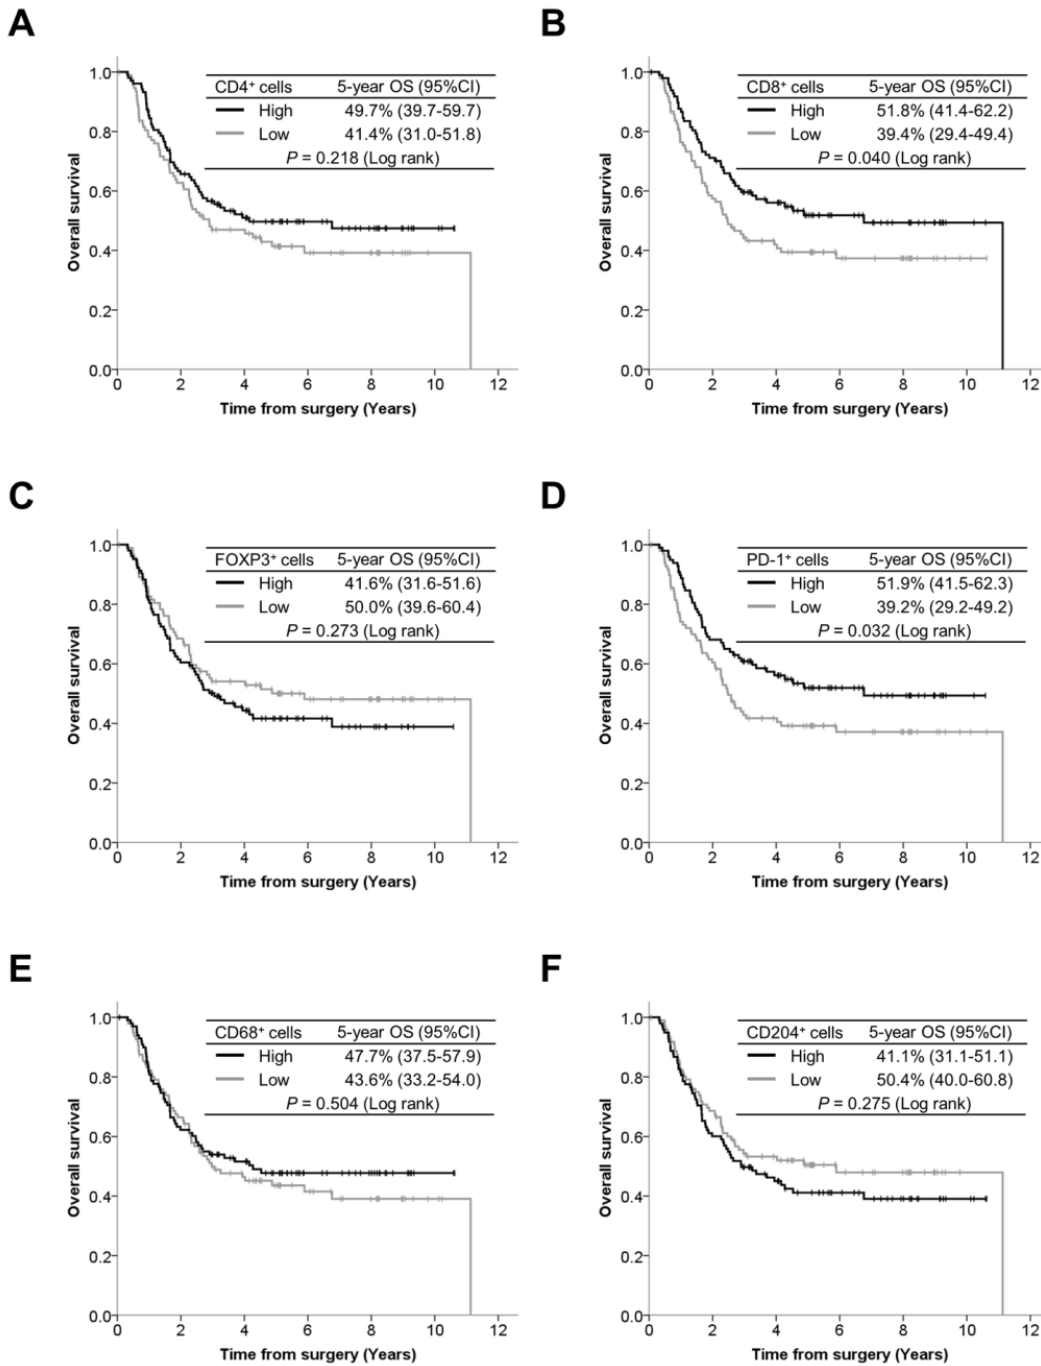 A
CD4⁺ cells 5-year OS (95%CI)
High 49.7% (39.7-59.7)
Low 41.4% (31.0-51.8)
P = 0.218 (Log rank)
Overall survival
1.0
0.8
0.6
0.4
0.2
0.0
0 2 4 6 8 10 12
Time from surgery (Years)
B
CD8⁺ cells 5-year OS (95%CI)
High 51.8% (41.4-62.2)
Low 39.4% (29.4-49.4)
P = 0.040 (Log rank)
Overall survival
1.0
0.8
0.6
0.4
0.2
0.0
0 2 4 6 8 10 12
Time from surgery (Years)
C
FOXP3⁺ cells 5-year OS (95%CI)
High 41.6% (31.6-51.6)
Low 50.0% (39.6-60.4)
P = 0.273 (Log rank)
Overall survival
1.0
0.8
0.6
0.4
0.2
0.0
0 2 4 6 8 10 12
Time from surgery (Years)
D
PD-1⁺ cells 5-year OS (95%CI)
High 51.9% (41.5-62.3)
Low 39.2% (29.2-49.2)
P = 0.032 (Log rank)
Overall survival
1.0
0.8
0.6
0.4
0.2
0.0
0 2 4 6 8 10 12
Time from surgery (Years)
E
CD68⁺ cells 5-year OS (95%CI)
High 47.7% (37.5-57.9)
Low 43.6% (33.2-54.0)
P = 0.504 (Log rank)
Overall survival
1.0
0.8
0.6
0.4
0.2
0.0
0 2 4 6 8 10 12
Time from surgery (Years)
F
CD204⁺ cells 5-year OS (95%CI)
High 41.1% (31.1-51.1)
Low 50.4% (40.0-60.8)
P = 0.275 (Log rank)
Overall survival
1.0
0.8
0.6
0.4
0.2
0.0
0 2 4 6 8 10 12
Time from surgery (Years)